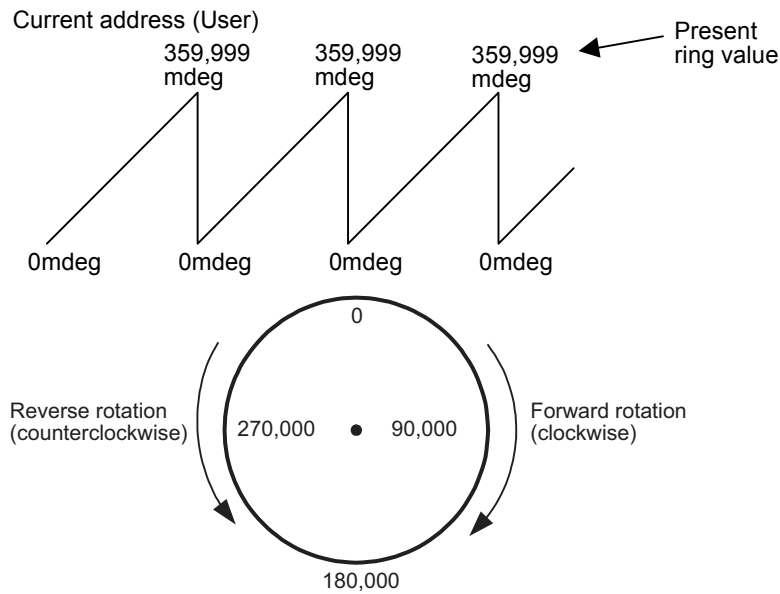 Current address (User)
359,999
mdeg
359,999
mdeg
359,999
mdeg
Present
ring value
0mdeg
0mdeg
0mdeg
0mdeg
0
Reverse rotation
(counterclockwise)
270,000
90,000
Forward rotation
(clockwise)
180,000